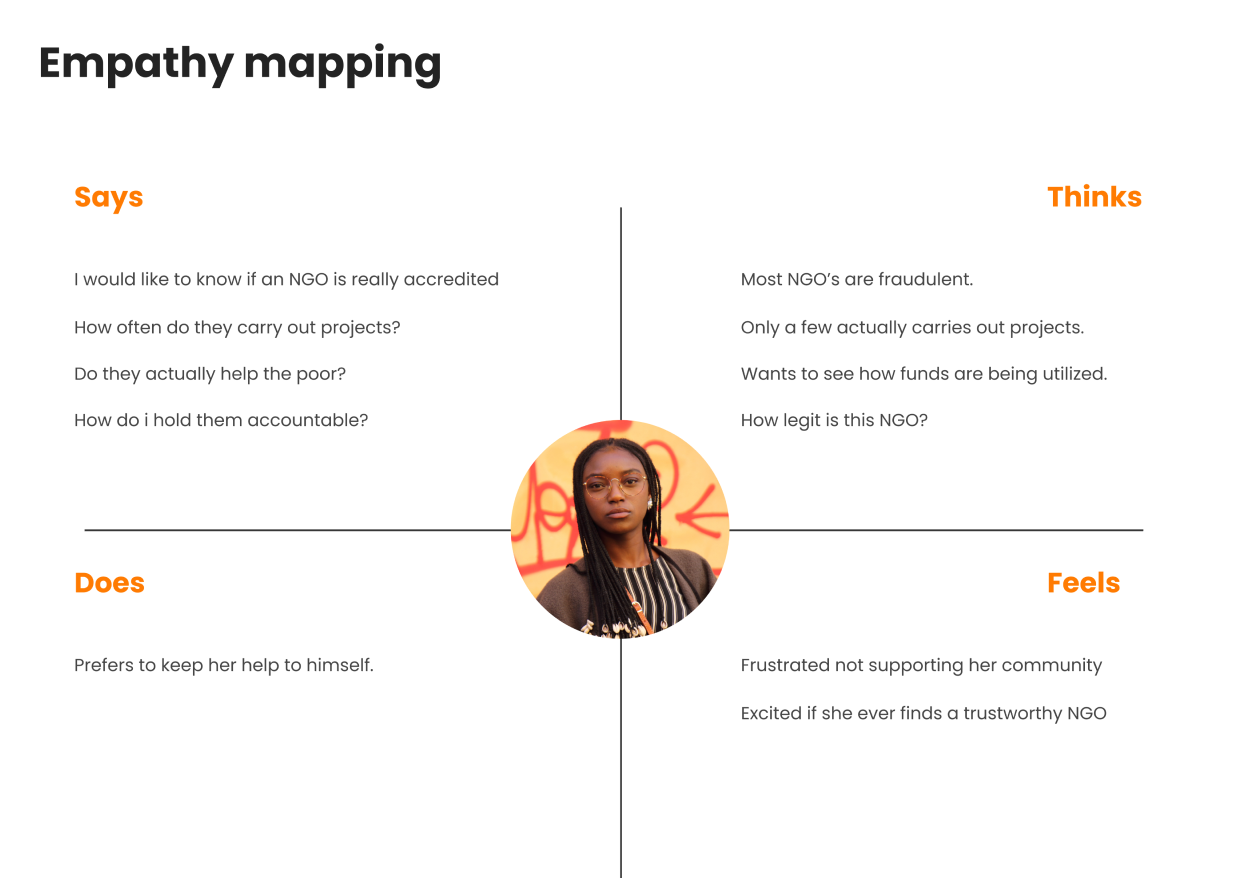 Empathy mapping
Says
I would like to know if an NGO is really accredited
How often do they carry out projects?
Do they actually help the poor?
How do i hold them accountable?
Thinks
Most NGO’s are fraudulent.
Only a few actually carries out projects.
Wants to see how funds are being utilized.
How legit is this NGO?
Does
Prefers to keep her help to himself.
Feels
Frustrated not supporting her community
Excited if she ever finds a trustworthy NGO